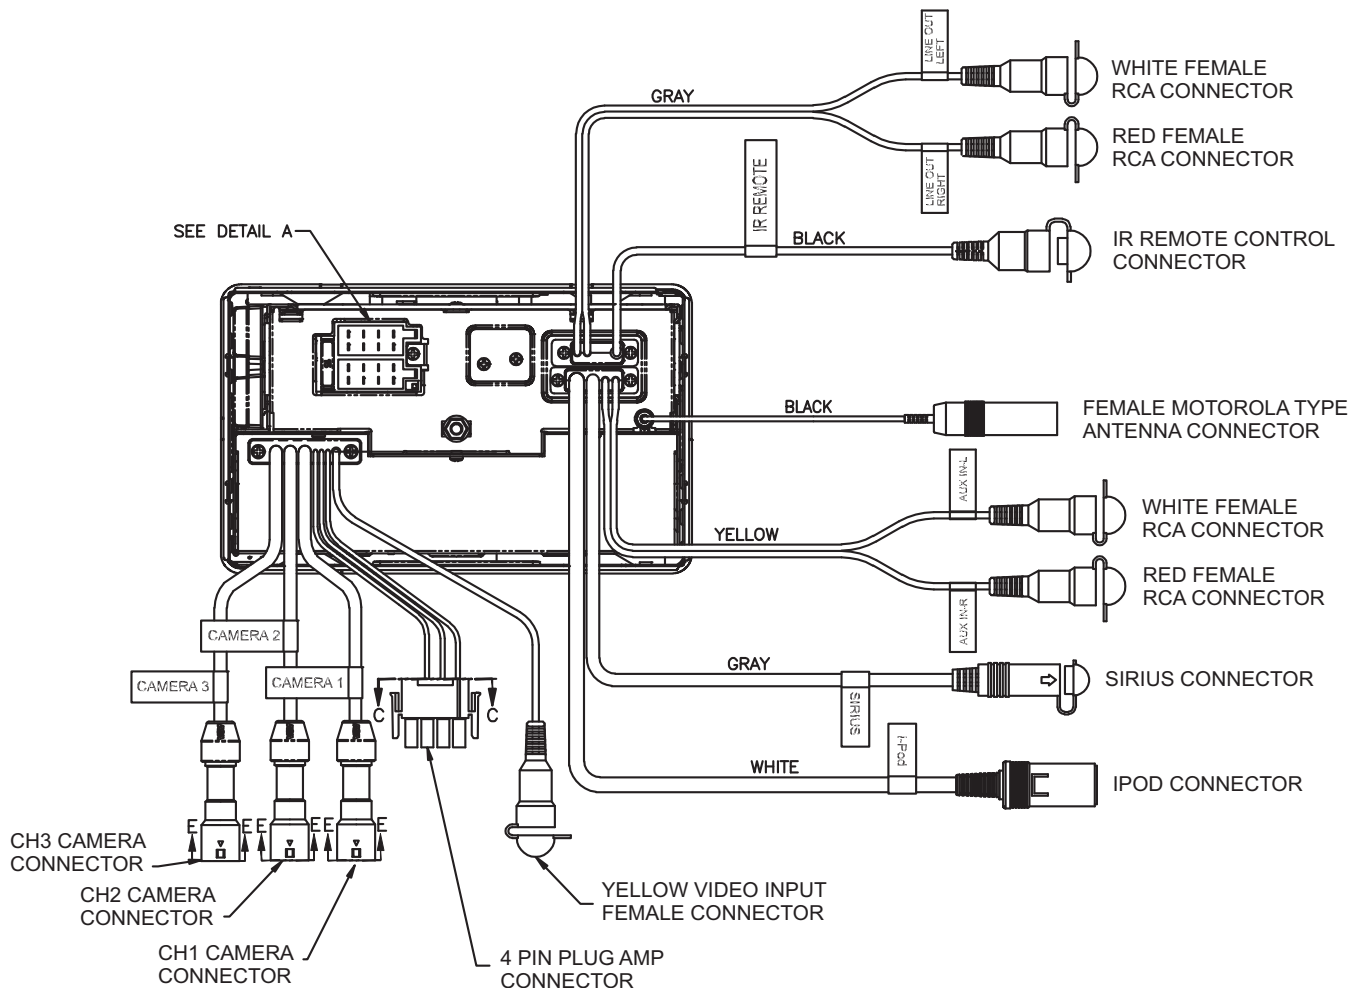 LINE OUT
LEFT
WHITE FEMALE
RCA CONNECTOR
GRAY
RED FEMALE
RCA CONNECTOR
LINE OUT
RIGHT
IR REMOTE
SEE DETAIL A
BLACK
IR REMOTE CONTROL
CONNECTOR
BLACK
FEMALE MOTOROLA TYPE
ANTENNA CONNECTOR
AUX IN-L
WHITE FEMALE
RCA CONNECTOR
YELLOW
RED FEMALE
RCA CONNECTOR
AUX IN-R
CAMERA 2
GRAY
SIRIUS CONNECTOR
CAMERA 3
CAMERA 1
C
C
SIRIUS
i-Pod
WHITE
IPOD CONNECTOR
E
E
E
E
E
E
CH3 CAMERA
CONNECTOR
CH2 CAMERA
CONNECTOR
YELLOW VIDEO INPUT
FEMALE CONNECTOR
CH1 CAMERA
CONNECTOR
4 PIN PLUG AMP
CONNECTOR